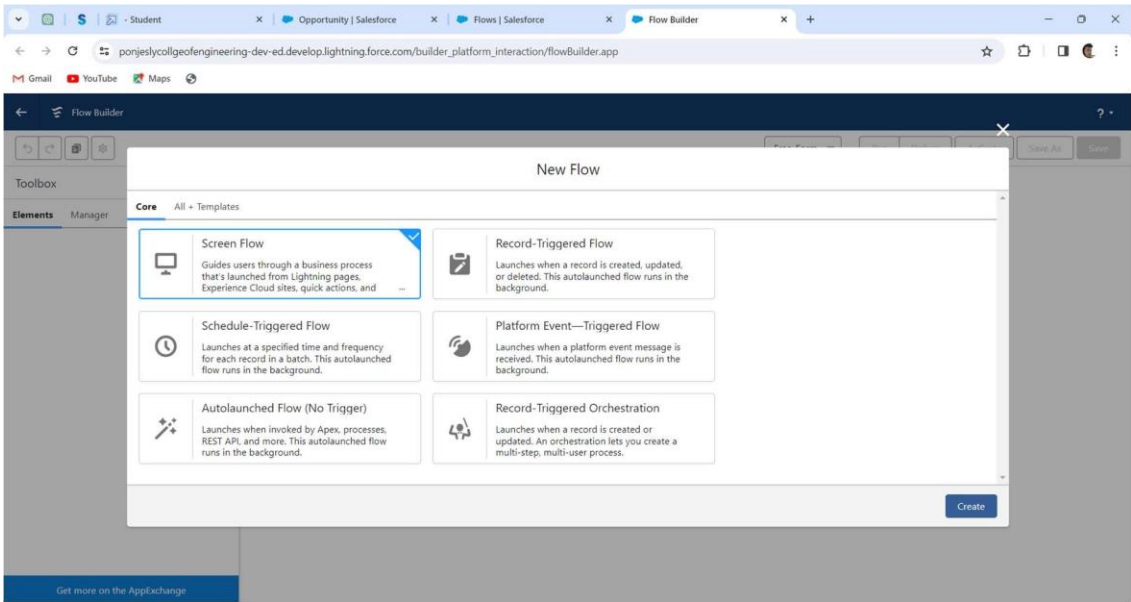 - Student
Opportunity | Salesforce
Flows | Salesforce
Flow Builder
ponjeslycollgeofengineering-dev-ed.develop.lightning.force.com/builder_platform_interaction/flowBuilder.app
Gmail YouTube Maps
Flow Builder
?
Save As Save
Toolbox
Elements Manager
New Flow
Core All + Templates
Screen Flow
Guides users through a business process
that's launched from Lightning pages,
Experience Cloud sites, quick actions, and ...
Record-Triggered Flow
Launches when a record is created, updated,
or deleted. This autolaunched flow runs in the
background.
Schedule-Triggered Flow
Launches at a specified time and frequency
for each record in a batch. This autolaunched
flow runs in the background.
Platform Event—Triggered Flow
Launches when a platform event message is
received. This autolaunched flow runs in the
background.
Autolaunched Flow (No Trigger)
Launches when invoked by Apex, processes,
REST API, and more. This autolaunched flow
runs in the background.
Record-Triggered Orchestration
Launches when a record is created or
updated. An orchestration lets you create a
multi-step, multi-user process.
Create
Get more on the AppExchange